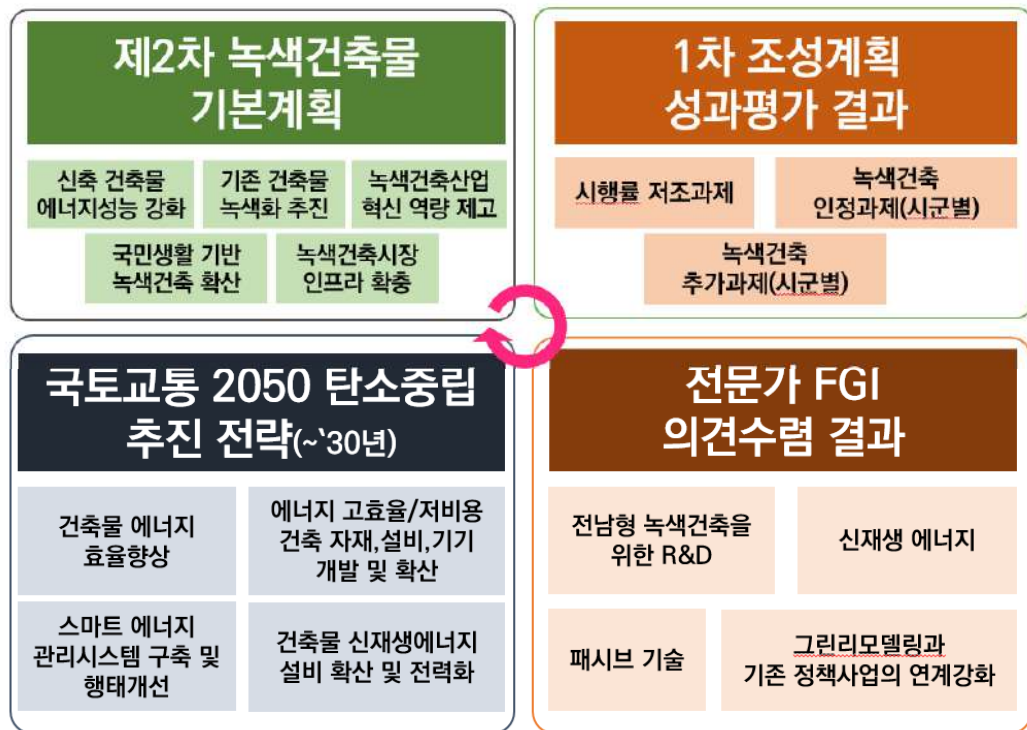 제2차 녹색건축물
기본계획
신축 건축물
에너지성능 강화
기존 건축물
녹색화 추진
녹색건축산업
혁신 역량 제고
국민생활 기반
녹색건축 확산
녹색건축시장
인프라 확충
1차 조성계획
성과평가 결과
시행률 저조과제
녹색건축
인정과제(시군별)
녹색건축
추가과제(시군별)
국토교통 2050 탄소중립
추진 전략(~‘30년)
건축물 에너지
효율향상
에너지 고효율/저비용
건축 자재,설비,기기
개발 및 확산
스마트 에너지
관리시스템 구축 및
행태개선
건축물 신재생에너지
설비 확산 및 전력화
전문가 FGI
의견수렴 결과
전남형 녹색건축을
위한 R&D
신재생 에너지
패시브 기술
그린리모델링과
기존 정책사업의 연계강화